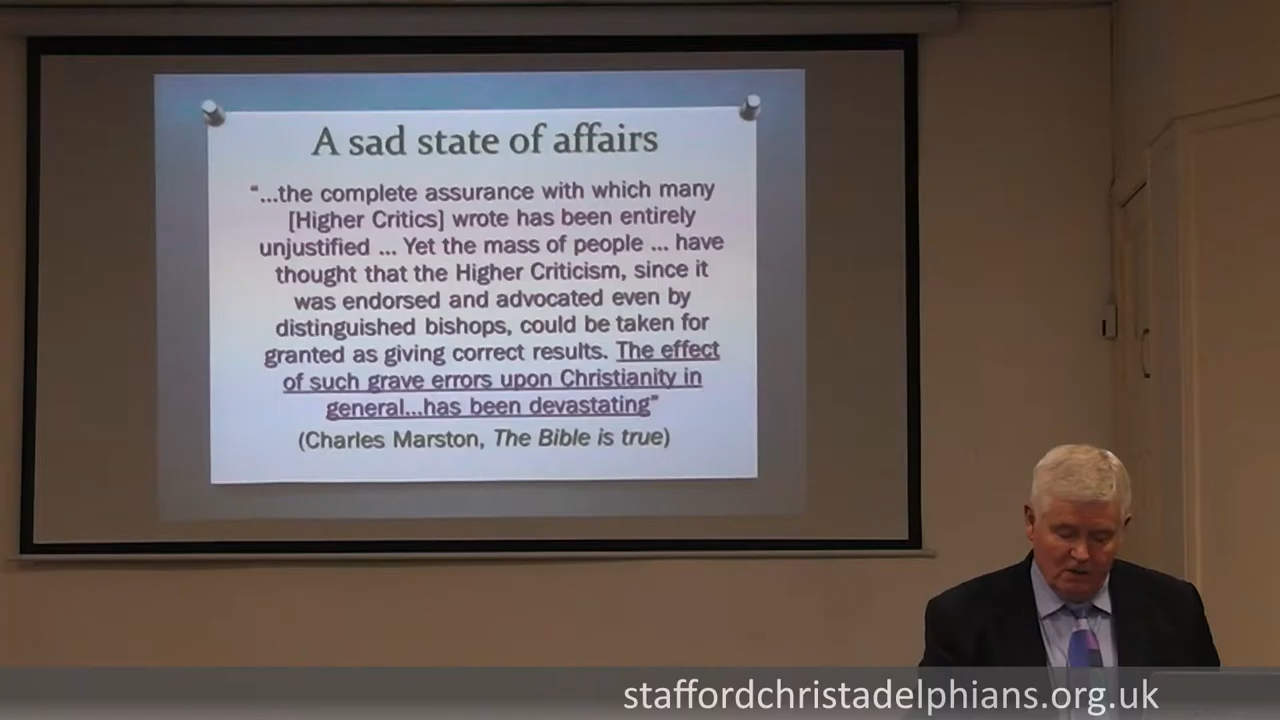 A sad state of affairs
“...the complete assurance with which many
[Higher Critics] wrote has been entirely
unjustified ... Yet the mass of people ... have
thought that the Higher Criticism, since it
was endorsed and advocated even by
distinguished bishops, could be taken for
granted as giving correct results. The effect
of such grave errors upon Christianity in
general...has been devastating”
(Charles Marston, The Bible is true)
staffordchristadelphians.org.uk